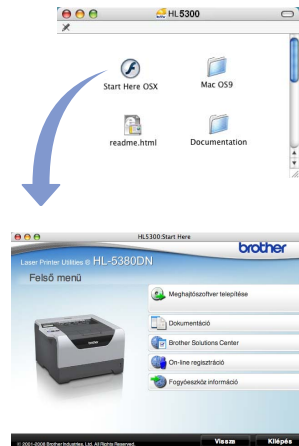 HL5300
Start Here OSX
Mac OS9
readme.html
Documentation
HL5300:Start Here
brother
Laser Printer Utilities @ HL-5380DN
Felső menü
Meghajtószoftver telepítése
Dokumentáció
Brother Solutions Center
On-line regisztráció
Fogyóeszköz információ
© 2001-2008 Brother Industries, Ltd. All Rights Reserved.
Vissza
Kilépés